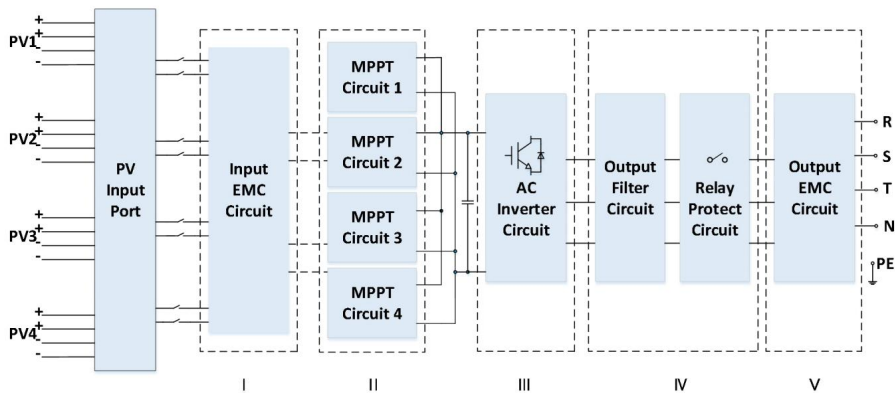 PV1
+
+
-
-
PV2
+
+
-
-
PV3
+
+
-
-
PV4
+
+
-
-
PV
Input
Port
Input
EMC
Circuit
MPPT
Circuit 1
MPPT
Circuit 2
MPPT
Circuit 3
MPPT
Circuit 4
AC
Inverter
Circuit
Output
Filter
Circuit
Relay
Protect
Circuit
Output
EMC
Circuit
R
S
T
N
PE
I
II
III
IV
V